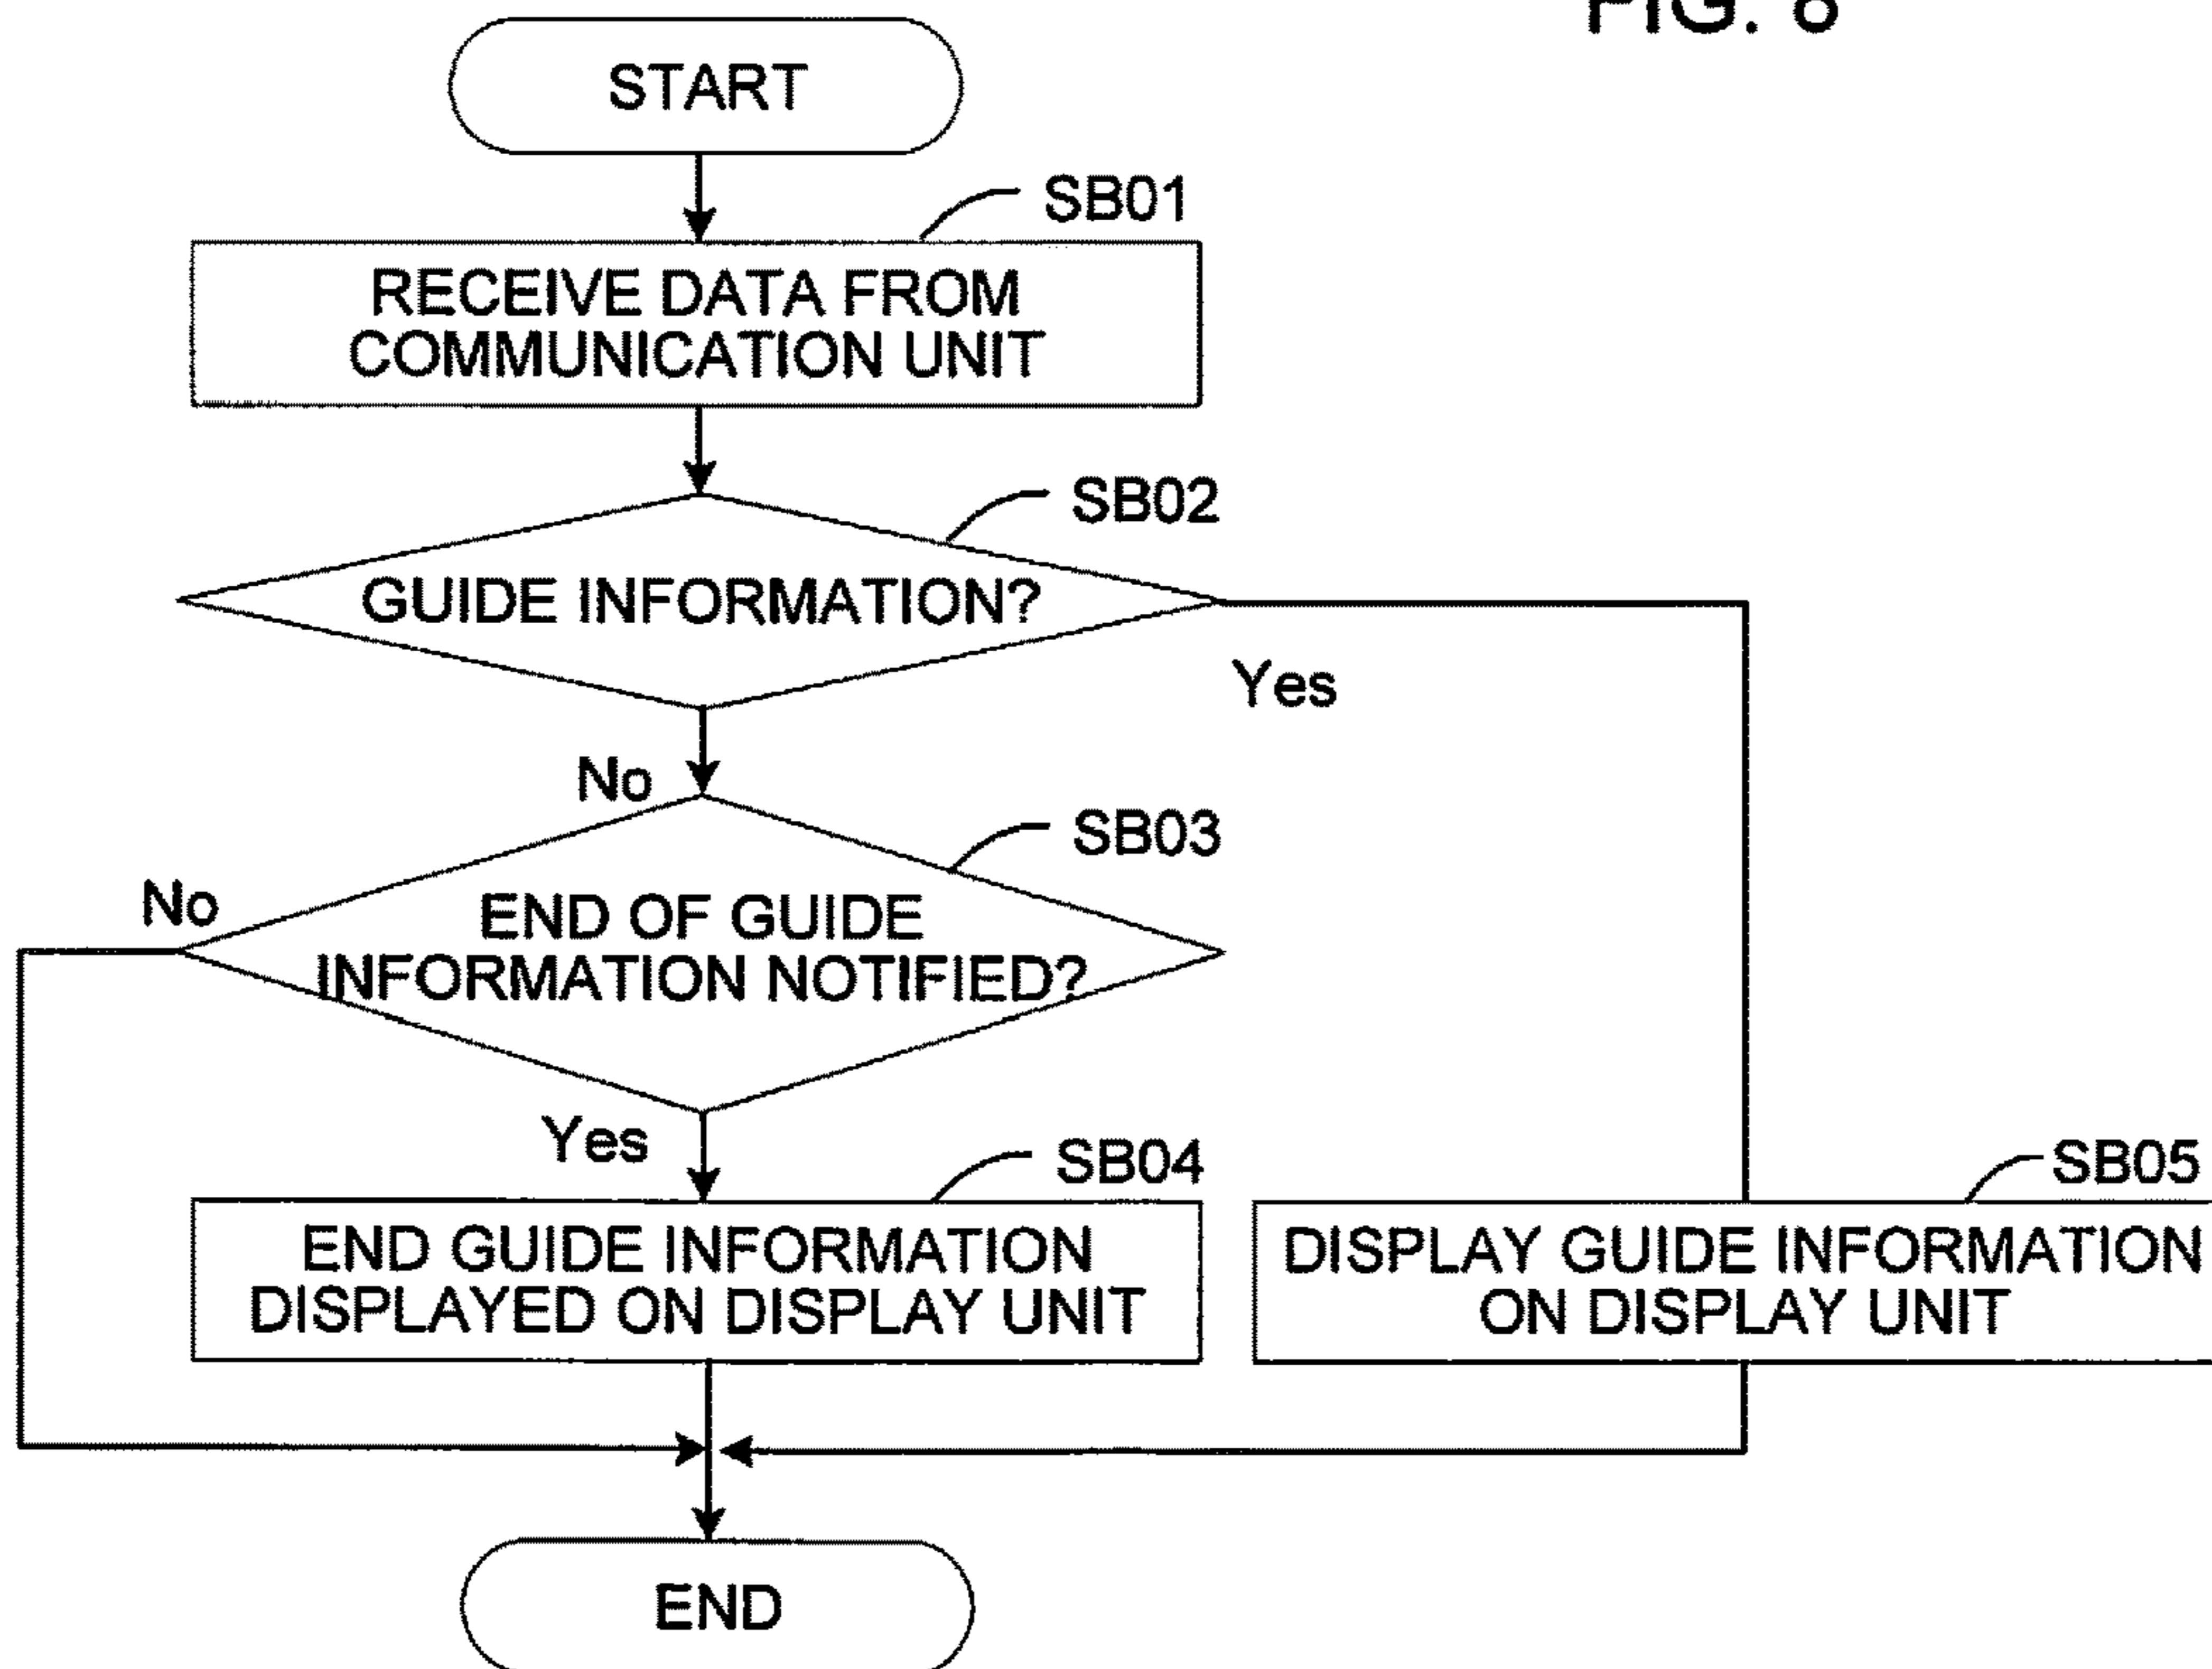 FIG. 8
START
SB01
RECEIVE DATA FROM
COMMUNICATION UNIT
SB02
GUIDE INFORMATION?
Yes
No
SB03
No
END OF GUIDE
INFORMATION NOTIFIED?
Yes
SB04
END GUIDE INFORMATION
DISPLAYED ON DISPLAY UNIT
SB05
DISPLAY GUIDE INFORMATION
ON DISPLAY UNIT
END